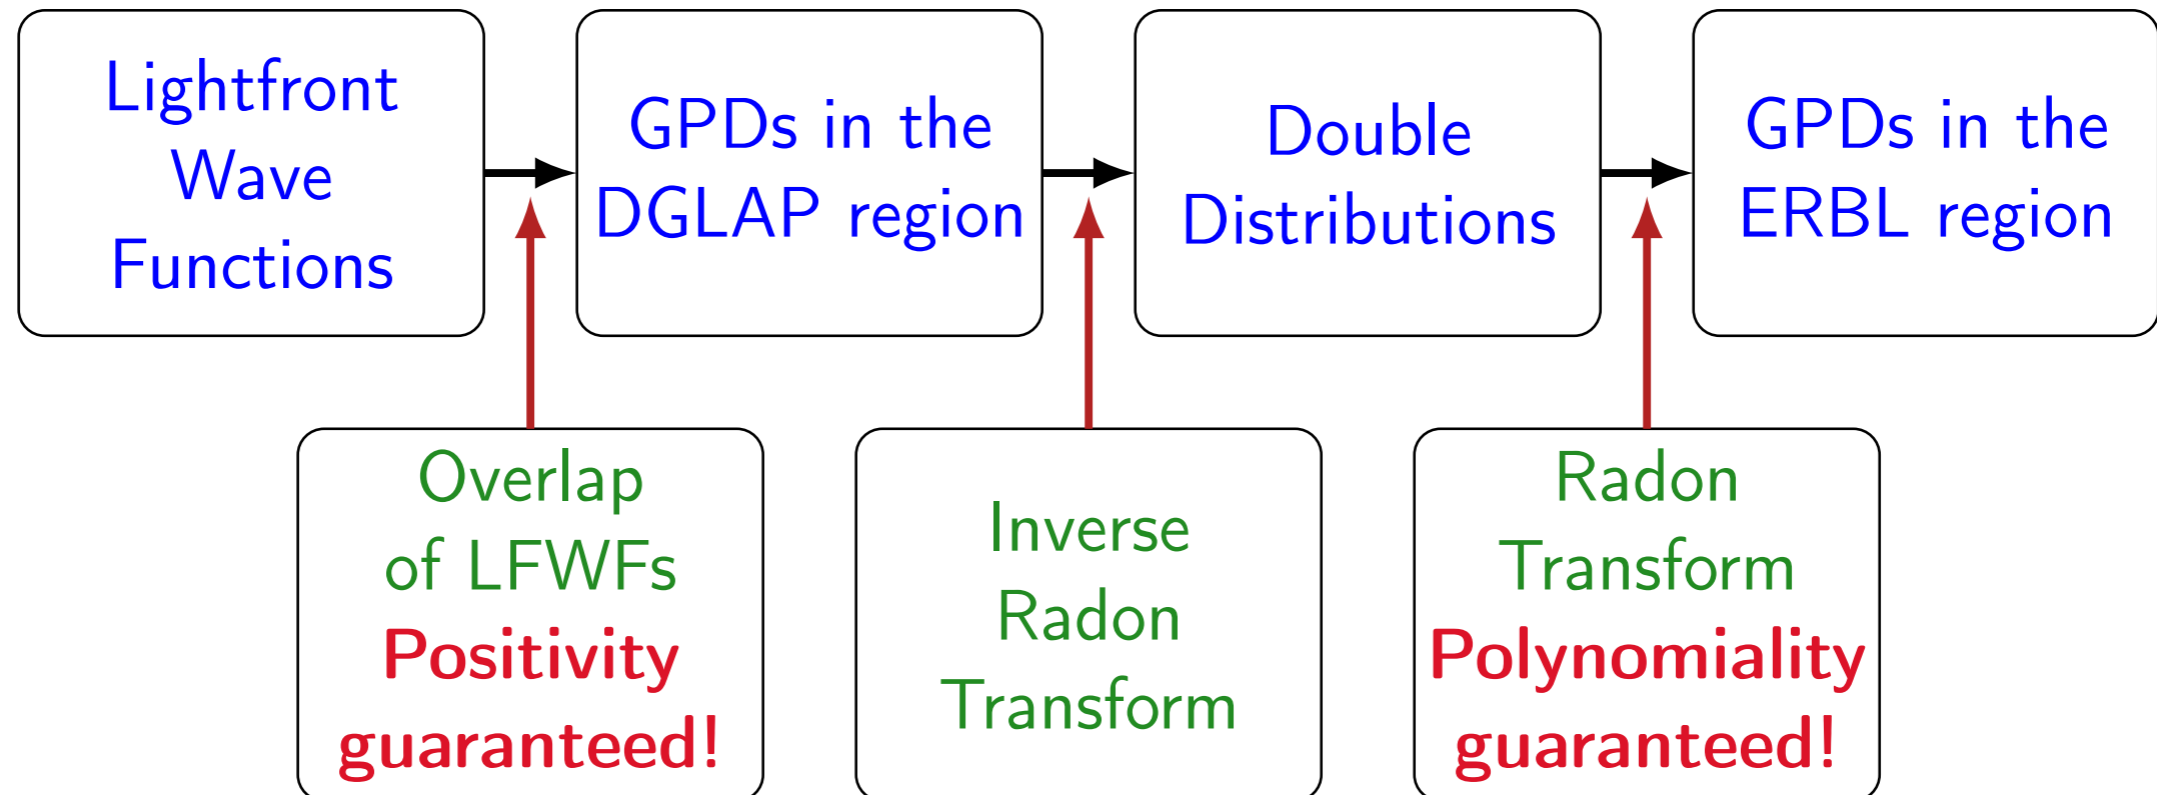 Lightfront
Wave
Functions
GPDs in the
DGLAP region
Double
Distributions
GPDs in the
ERBL region
Overlap
of LFWFs
Positivity
guaranteed!
Inverse
Radon
Transform
Radon
Transform
Polynomiality
guaranteed!